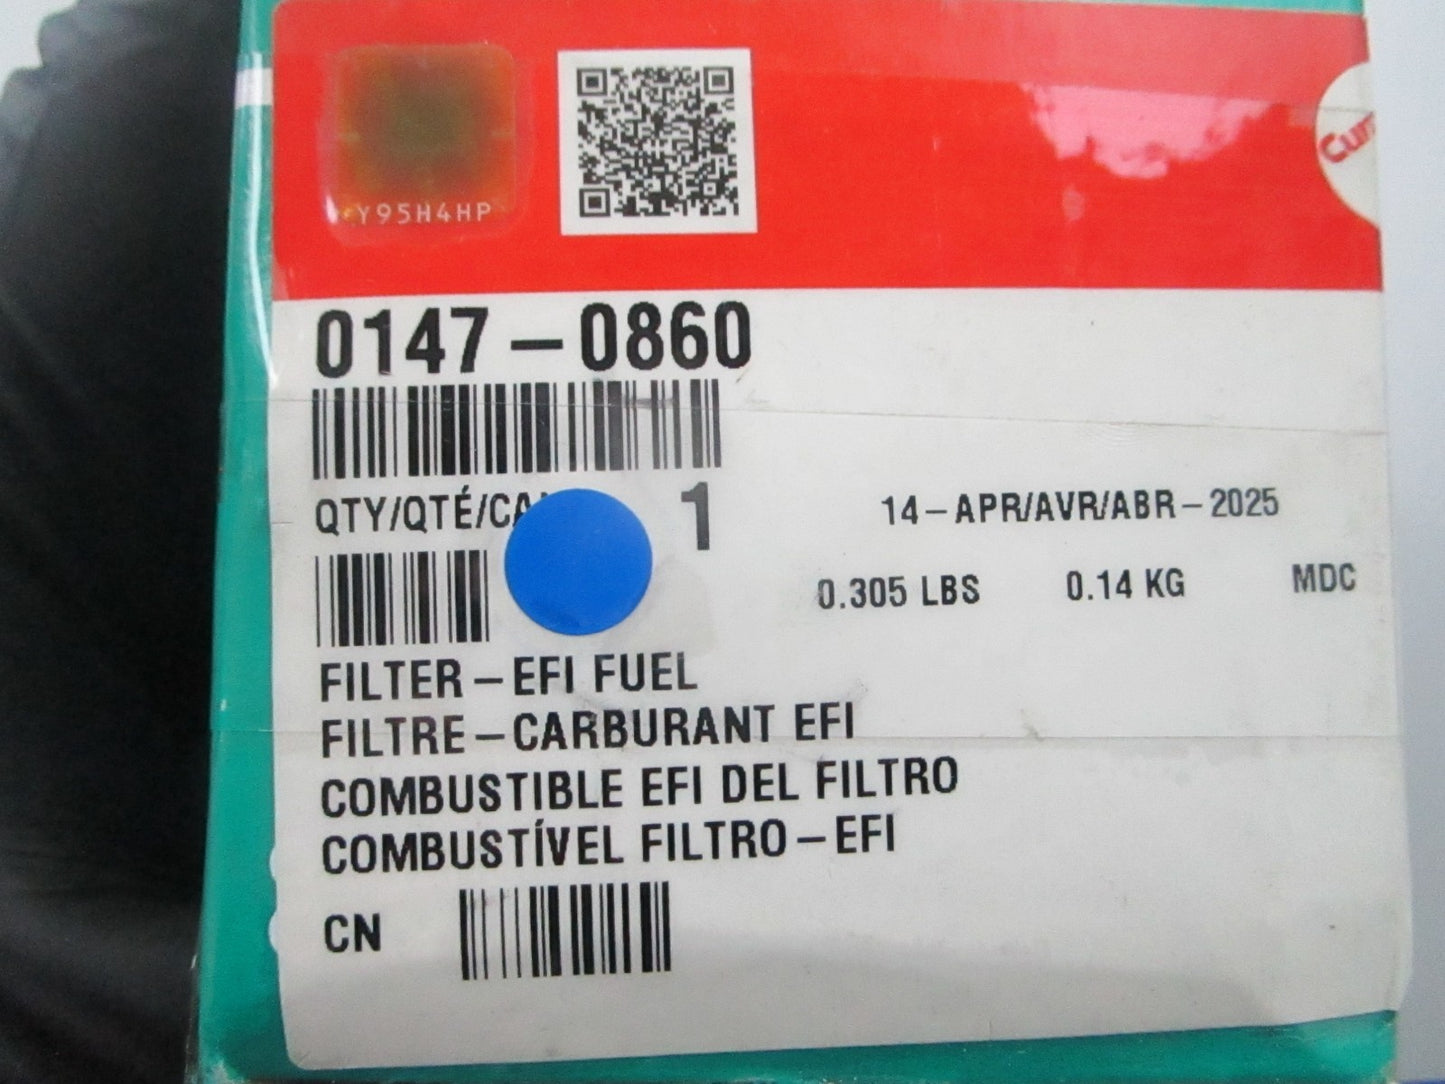 Y95H4HP
0147-0860
QTY/QTÉ/CA
1
14-APR/AVR/ABR-2025
0.305 LBS 0.14 KG MDC
FILTER-EFI FUEL
FILTRE-CARBURANT EFI
COMBUSTIBLE EFI DEL FILTRO
COMBUSTÍVEL FILTRO-EFI
CN